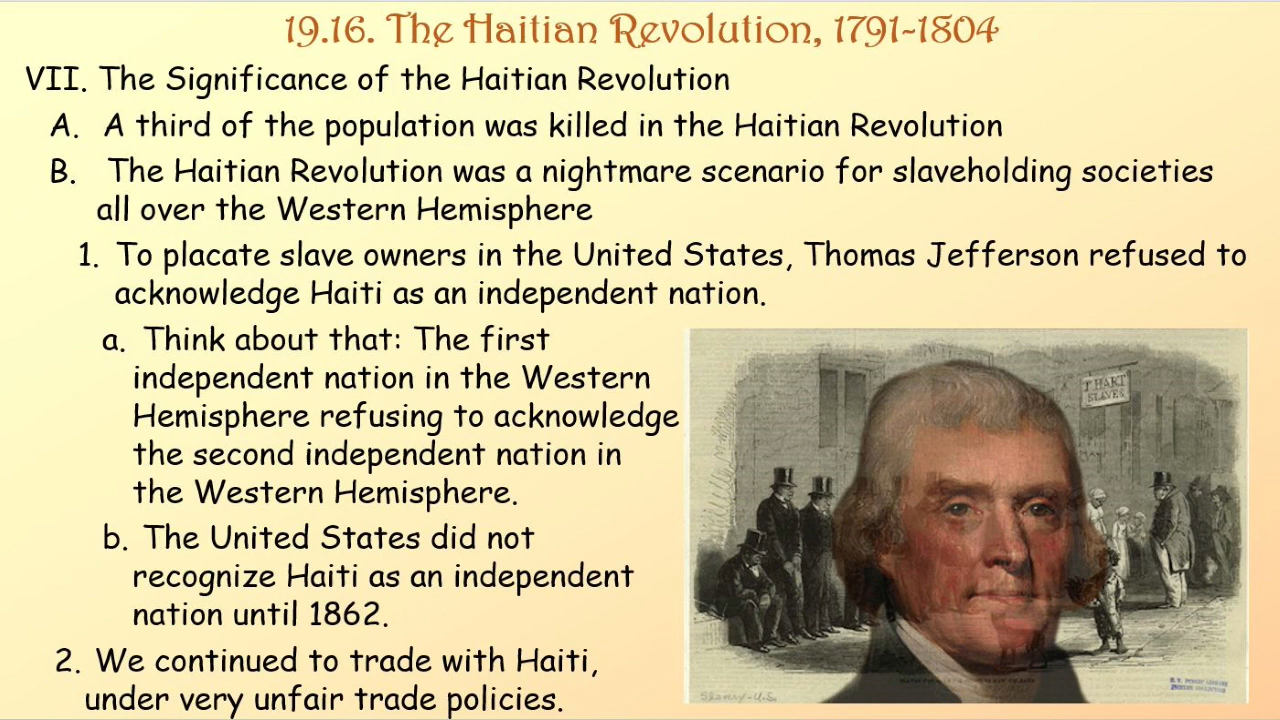 19.16. The Haitian Revolution, 1791-1804
VII. The Significance of the Haitian Revolution
A. A third of the population was killed in the Haitian Revolution
B. The Haitian Revolution was a nightmare scenario for slaveholding societies
all over the Western Hemisphere
1. To placate slave owners in the United States, Thomas Jefferson refused to
acknowledge Haiti as an independent nation.
a. Think about that: The first
independent nation in the Western
Hemisphere refusing to acknowledge
the second independent nation in
the Western Hemisphere.
b. The United States did not
recognize Haiti as an independent
nation until 1862.
2. We continued to trade with Haiti,
under very unfair trade policies.
T HART
SLAVES
Slavery-U.S.